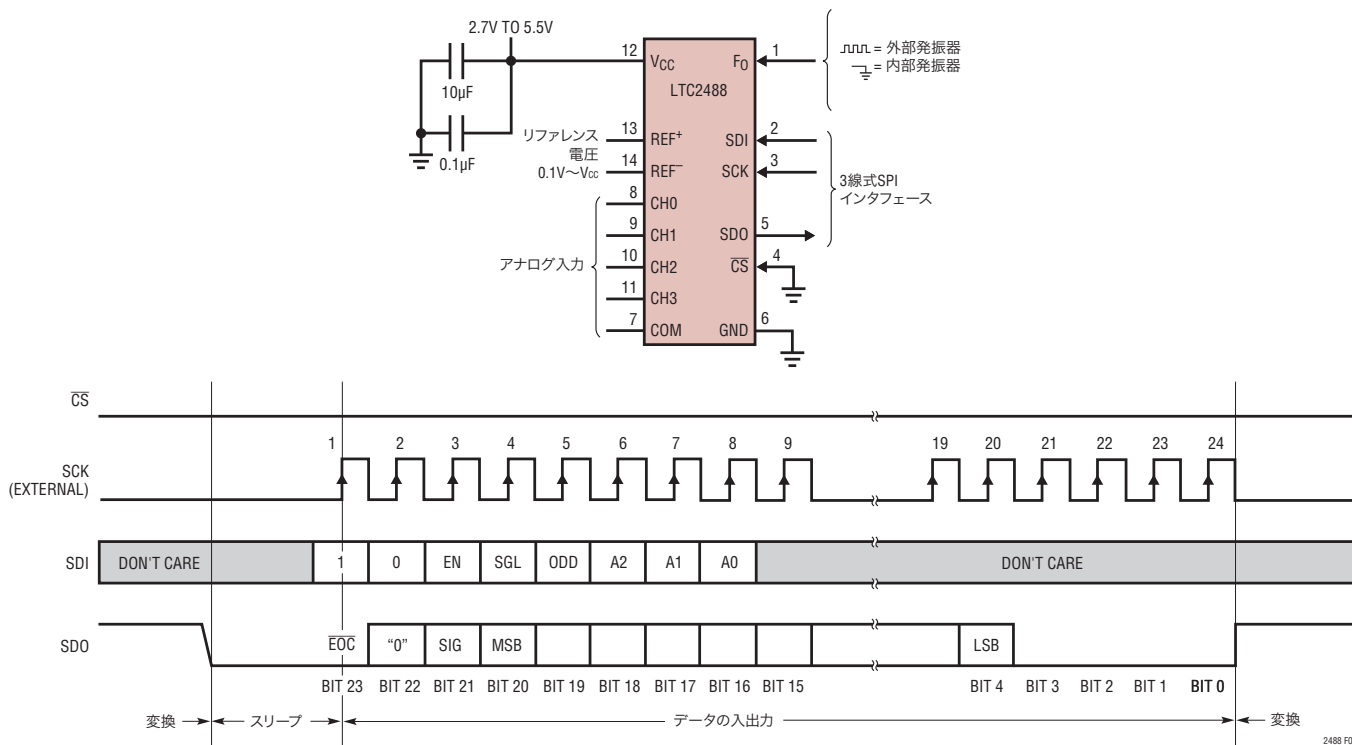 2.7V TO 5.5V
10µF
0.1µF
12
VCC
FO
1
= 外部発振器
= 内部発振器
LTC2488
リファレンス
電圧
0.1V~VCC
13
REF+
14
REF–
SDI
2
SCK
3
3線式SPI
インタフェース
SDO
5
CS
4
アナログ入力
8
CH0
9
CH1
10
CH2
11
CH3
7
COM
GND
6
CS
SCK
(EXTERNAL)
1 2 3 4 5 6 7 8 9 19 20 21 22 23 24
SDI
DON'T CARE 1 0 EN SGL ODD A2 A1 A0 DON'T CARE
SDO
EOC "0" SIG MSB LSB
BIT 23 BIT 22 BIT 21 BIT 20 BIT 19 BIT 18 BIT 17 BIT 16 BIT 15 BIT 4 BIT 3 BIT 2 BIT 1 BIT 0
変換 スリープ データの入出力 変換
2488 F0